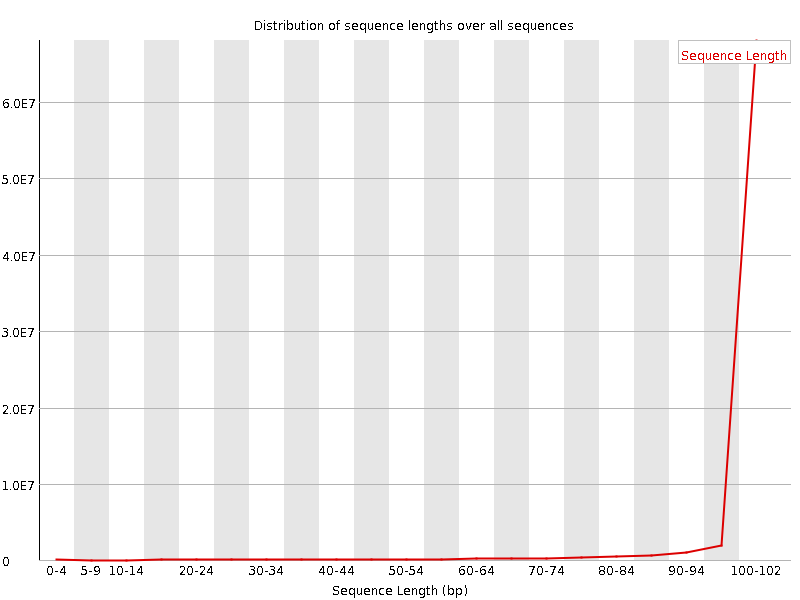 Distribution of sequence lengths over all sequences
Sequence Length
6.0E7
5.0E7
4.0E7
3.0E7
2.0E7
1.0E7
0
0-4 5-9 10-14 20-24 30-34 40-44 50-54 60-64 70-74 80-84 90-94 100-102
Sequence Length (bp)